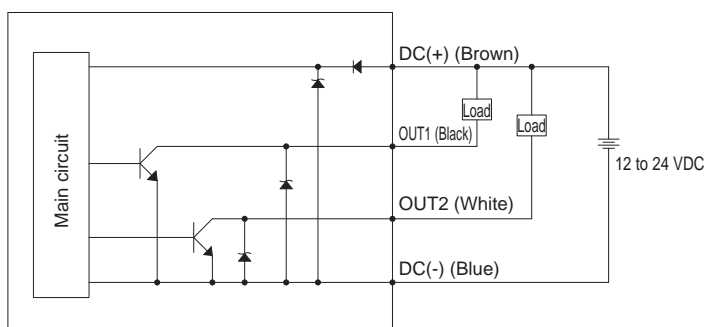 DC(+) (Brown)
Load
Load
OUT1 (Black)
Main circuit
12 to 24 VDC
OUT2 (White)
DC(-) (Blue)